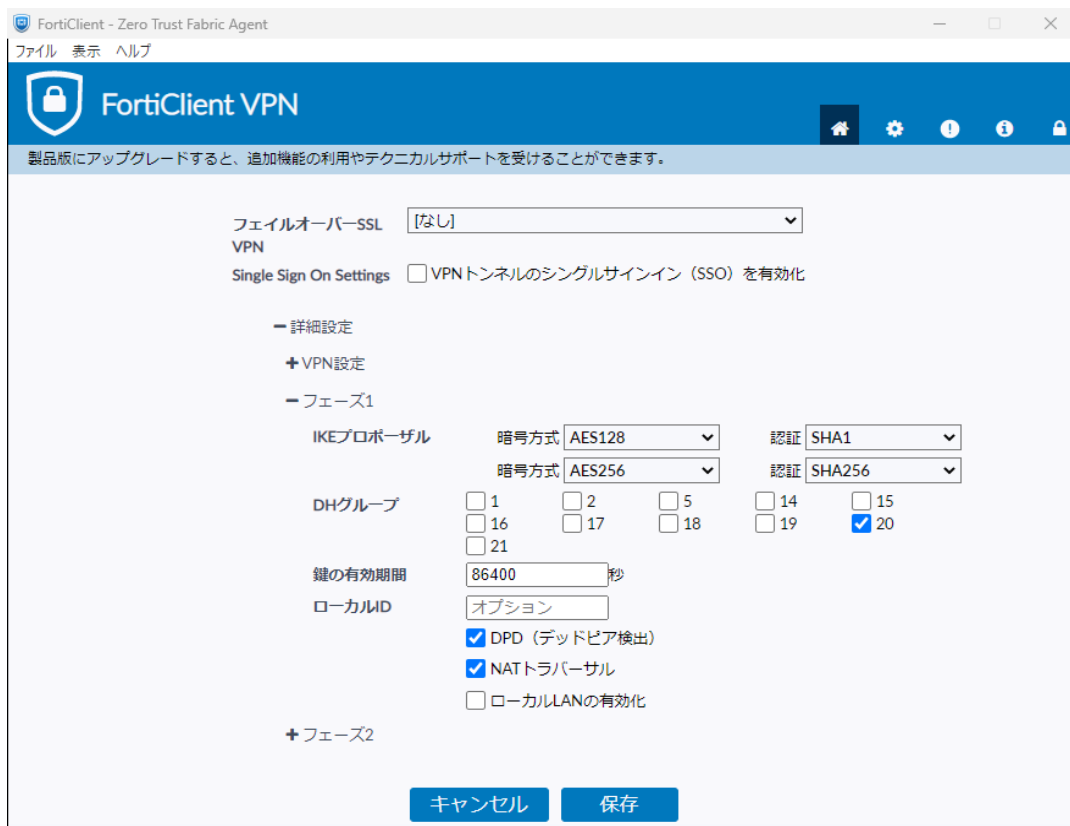 FortiClient - Zero Trust Fabric Agent
ファイル 表示 ヘルプ
FortiClient VPN
製品版にアップグレードすると、追加機能の利用やテクニカルサポートを受けることができます。
フェイルオーバーSSL VPN [なし]
Single Sign On Settings VPNトンネルのシングルサインイン（SSO）を有効化
詳細設定
VPN設定
フェーズ1
IKEプロポーザル 暗号方式 AES128 認証 SHA1
暗号方式 AES256 認証 SHA256
DHグループ 1 2 5 14 15
16 17 18 19 20
21
鍵の有効期間 86400 秒
ローカルID オプション
DPD（デッドピア検出）
NATトラバーサル
ローカルLANの有効化
フェーズ2
キャンセル 保存